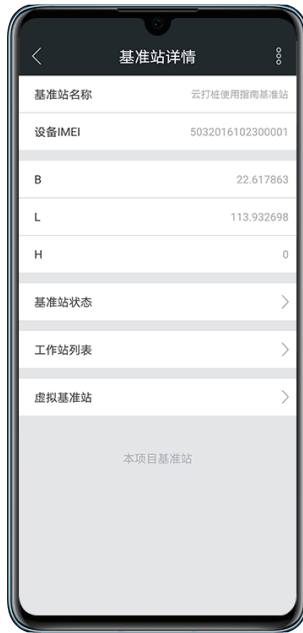 基准站详情
基准站名称 云打桩使用指南基准站
设备IMEI 5032016102300001
B 22.617863
L 113.932698
H 0
基准站状态
工作站列表
虚拟基准站
本项目基准站